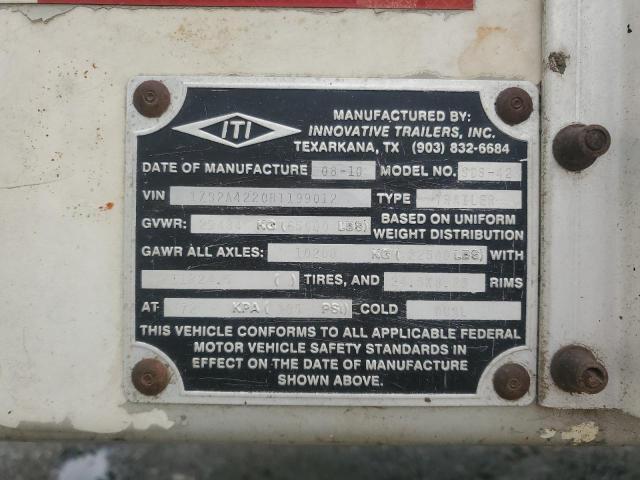 ITI
MANUFACTURED BY:
INNOVATIVE TRAILERS, INC.
TEXARKANA, TX (903) 832-6684
DATE OF MANUFACTURE 08-10 MODEL NO.
VIN TYPE TRAILER
GVWR: KG ( LBS) BASED ON UNIFORM
WEIGHT DISTRIBUTION
GAWR ALL AXLES: 10200 KG ( LBS) WITH
( ) TIRES, AND RIMS
AT KPA ( PSI) COLD DUAL
THIS VEHICLE CONFORMS TO ALL APPLICABLE FEDERAL
MOTOR VEHICLE SAFETY STANDARDS IN
EFFECT ON THE DATE OF MANUFACTURE
SHOWN ABOVE.